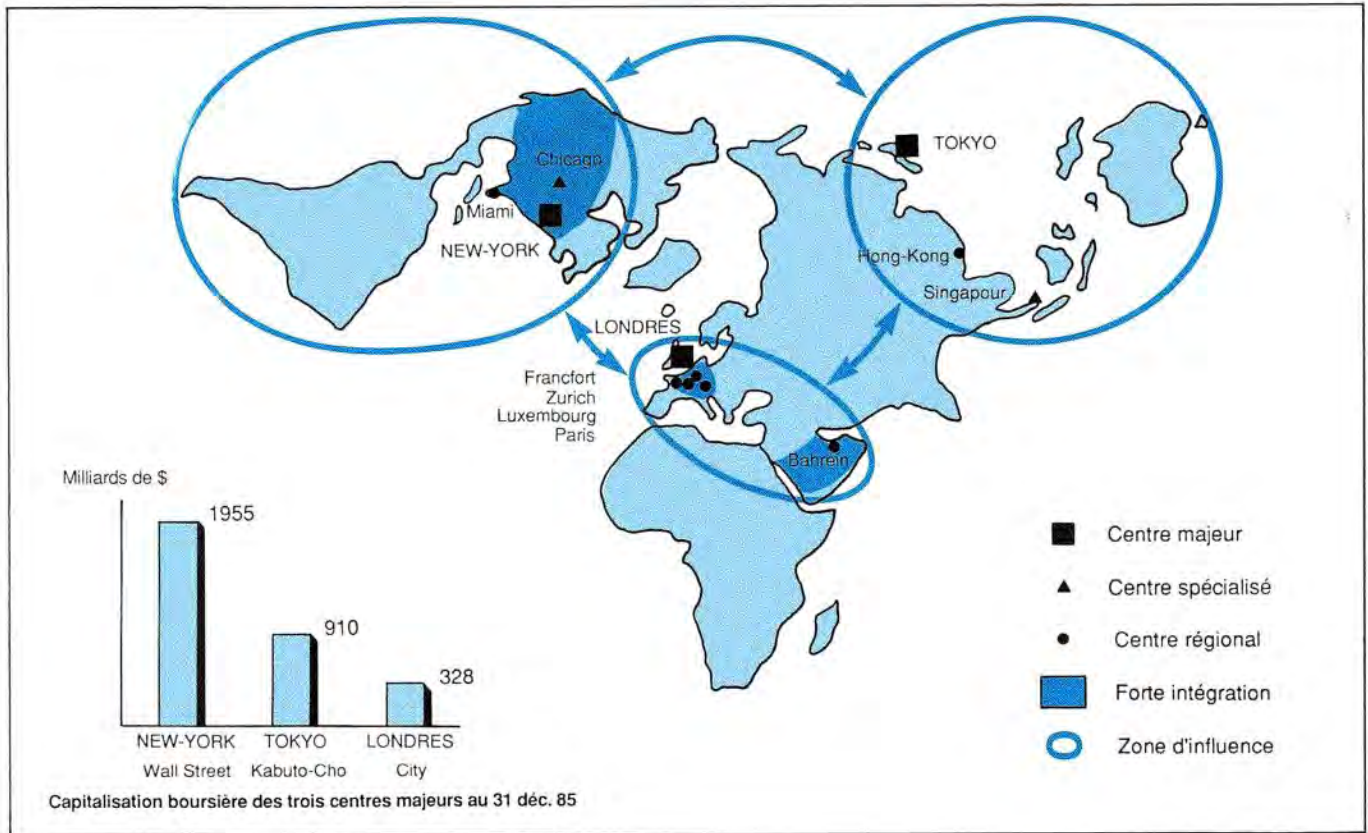 Chicago
Miami
NEW-YORK
TOKYO
Hong-Kong
Singapour
LONDRES
Francfort
Zurich
Luxembourg
Paris
Bahrein
Milliards de $
1955
910
328
NEW-YORK TOKYO LONDRES
Wall Street Kabuto-Cho City
Capitalisation boursière des trois centres majeurs au 31 déc. 85
Centre majeur
Centre spécialisé
Centre régional
Forte intégration
Zone d'influence